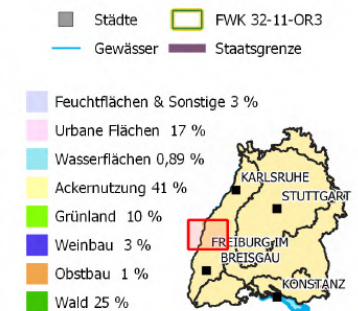 Städte FWK 32-11-OR3
Gewässer Staatsgrenze
Feuchtflächen & Sonstige 3 %
Urbane Flächen 17 %
Wasserflächen 0,89 %
Ackernutzung 41 %
Grünland 10 %
Weinbau 3 %
Obstbau 1 %
Wald 25 %
KARLSRUHE
STUTTGART
FREIBURG IM
BREISGAU
KONSTANZ